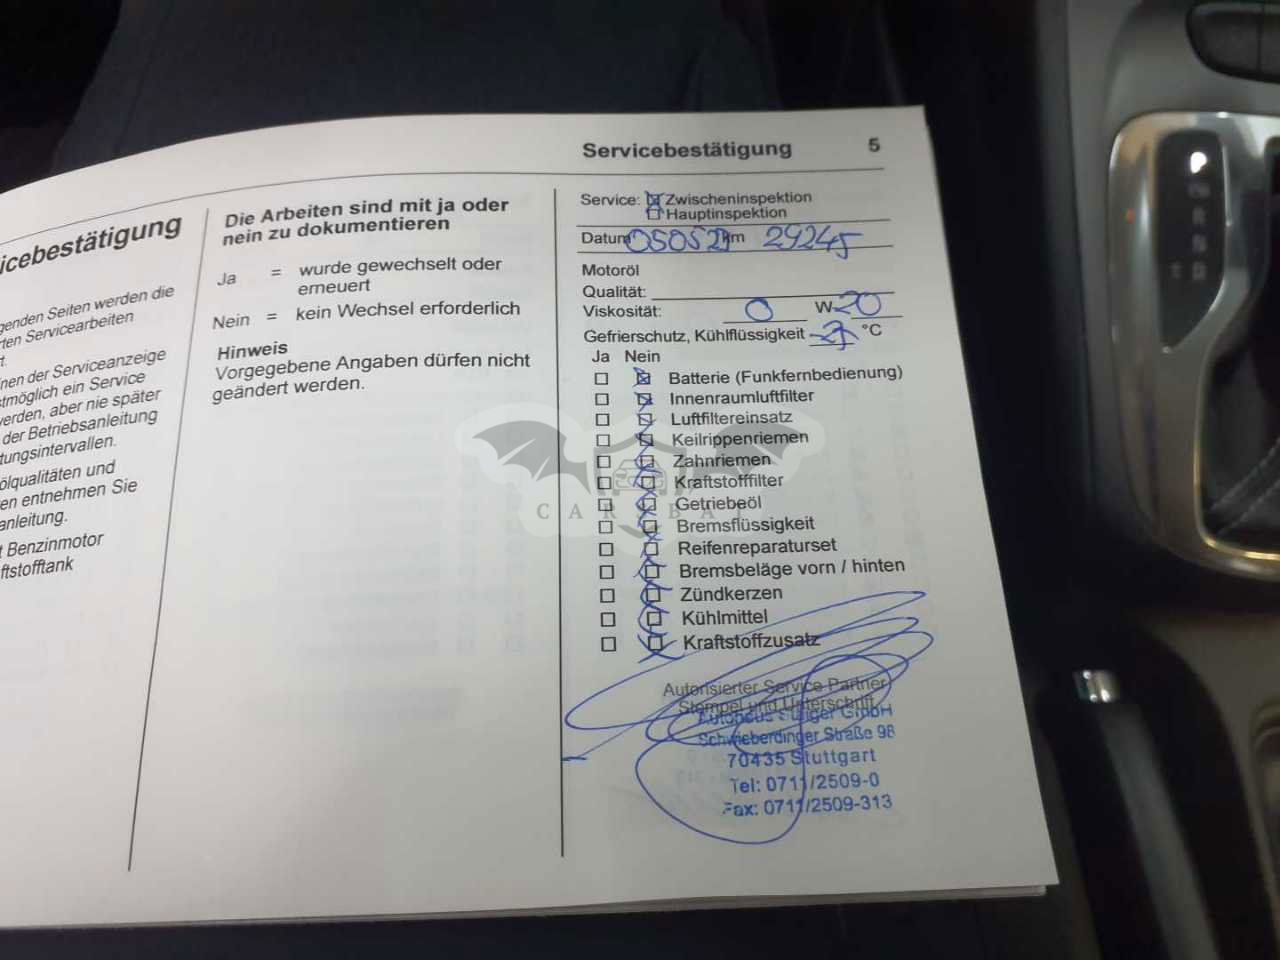 Servicebestätigung 5
icebestätigung
genden Seiten werden die
rten Servicearbeiten
t.
nen der Serviceanzeige
stmöglich ein Service
werden, aber nie später
der Betriebsanleitung
tungsintervallen.
ölqualitäten und
en entnehmen Sie
anleitung.
t Benzinmotor
ftstofftank
Die Arbeiten sind mit ja oder
nein zu dokumentieren
Ja = wurde gewechselt oder
erneuert
Nein = kein Wechsel erforderlich
Hinweis
Vorgegebene Angaben dürfen nicht
geändert werden.
Service: Zwischeninspektion
Hauptinspektion
Datum km 29245
Motoröl
Qualität:
Viskosität: 0 W-20
Gefrierschutz, Kühlflüssigkeit °C
Ja Nein
Batterie (Funkfernbedienung)
Innenraumluftfilter
Luftfiltereinsatz
Keilrippenriemen
Zahnriemen
Kraftstofffilter
Getriebeöl
Bremsflüssigkeit
Reifenreparaturset
Bremsbeläge vorn / hinten
Zündkerzen
Kühlmittel
Kraftstoffzusatz
Autorisierter Service Partner
Stempel und Unterschrift
Autohaus GmbH
Schwieberdinger Straße 98
70435 Stuttgart
Tel: 0711/2509-0
Fax: 0711/2509-313
CARSBAT
R
N
D